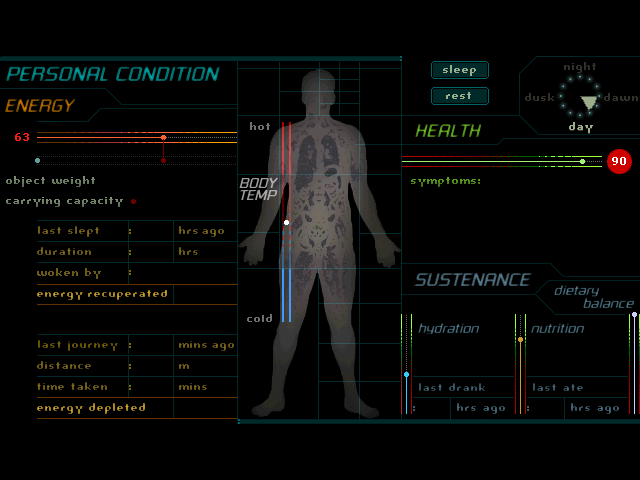 PERSONAL CONDITION
ENERGY
63
object weight
carrying capacity
last slept : hrs ago
duration : hrs
woken by :
energy recuperated
last journey : mins ago
distance : m
time taken : mins
energy depleted
hot
BODY
TEMP
cold
sleep
rest
night
dusk
dawn
day
HEALTH
90
symptoms:
SUSTENANCE
dietary
balance
hydration
nutrition
last drank
: hrs ago
last ate
: hrs ago